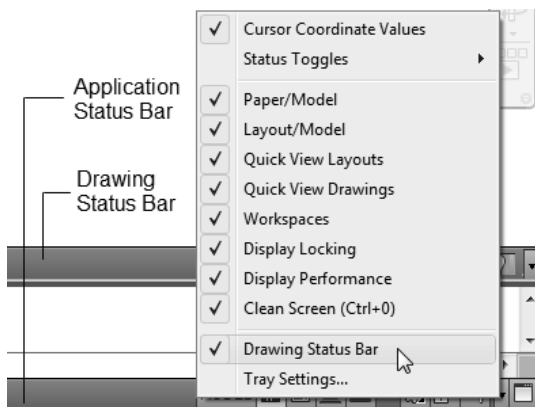 Application
Status Bar
Drawing
Status Bar
Cursor Coordinate Values
Status Toggles
Paper/Model
Layout/Model
Quick View Layouts
Quick View Drawings
Workspaces
Display Locking
Display Performance
Clean Screen (Ctrl+0)
Drawing Status Bar
Tray Settings...